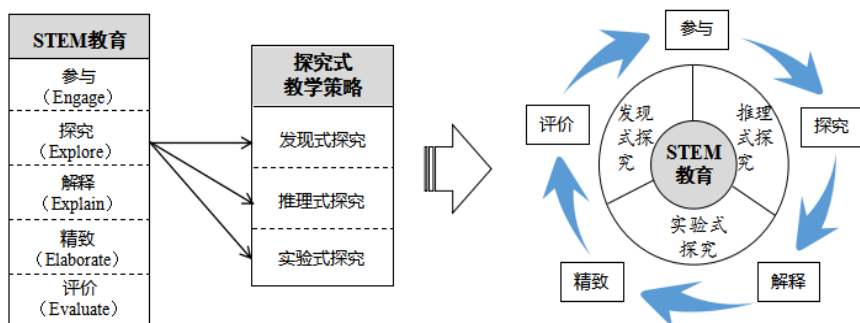 STEM教育
参与
（Engage）
探究
（Explore）
解释
（Explain）
精致
（Elaborate）
评价
（Evaluate）
探究式
教学策略
发现式探究
推理式探究
实验式探究
参与
探究
解释
精致
评价
发现
式探
究
推理
式探
究
实验式
探究
STEM
教育